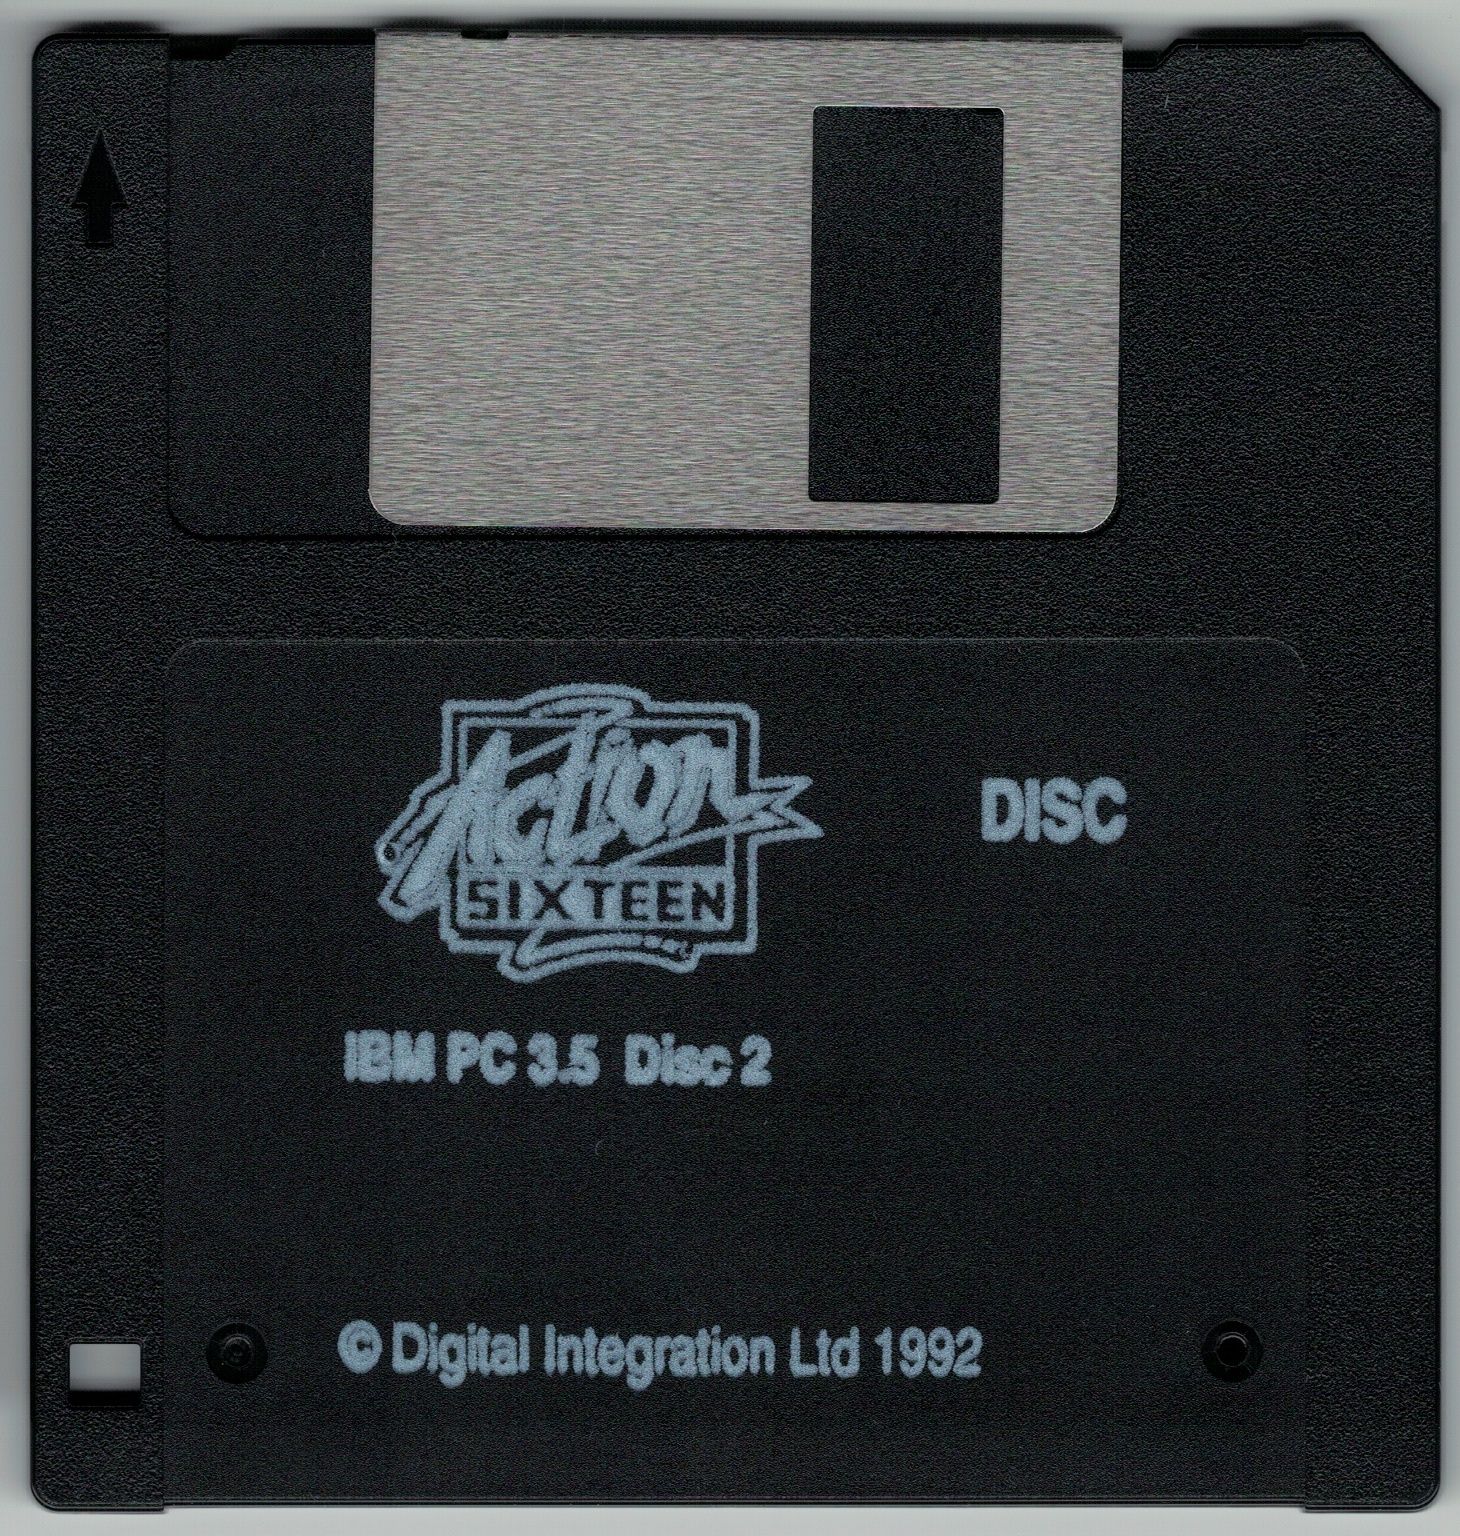 Action
SIXTEEN
DISC
IBM PC 3.5 Disc 2
© Digital Integration Ltd 1992